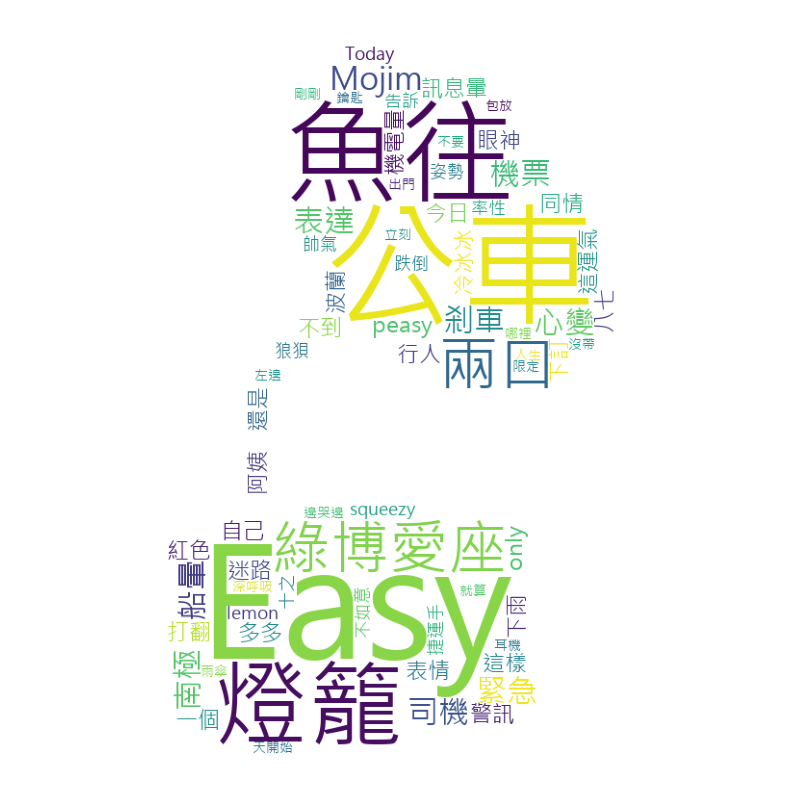 Today
Mojim
訊息暈
剛剛
鑰匙
告訴
包放
魚往
機電量
不要
眼神
出門
姿勢
機票
表達
今日
率性
同情
公車
帥氣
立刻
冷冰冰
這運氣
跌倒
波蘭
八七
不到
peasy
剎車
心變
哪裡
沒帶
狼狽
行人
兩日
人生
限定
下訂
左邊
還是
阿姨
邊哭邊
squeezy
自己
綠博愛座
only
紅色
Easy
迷路
船暈
深呼吸
十之
不如意
就算
lemon
下雨
打翻
多多
捷運手
耳機
南極
雨傘
燈籠
表情
這樣
緊急
一個
司機
警訊
天開始